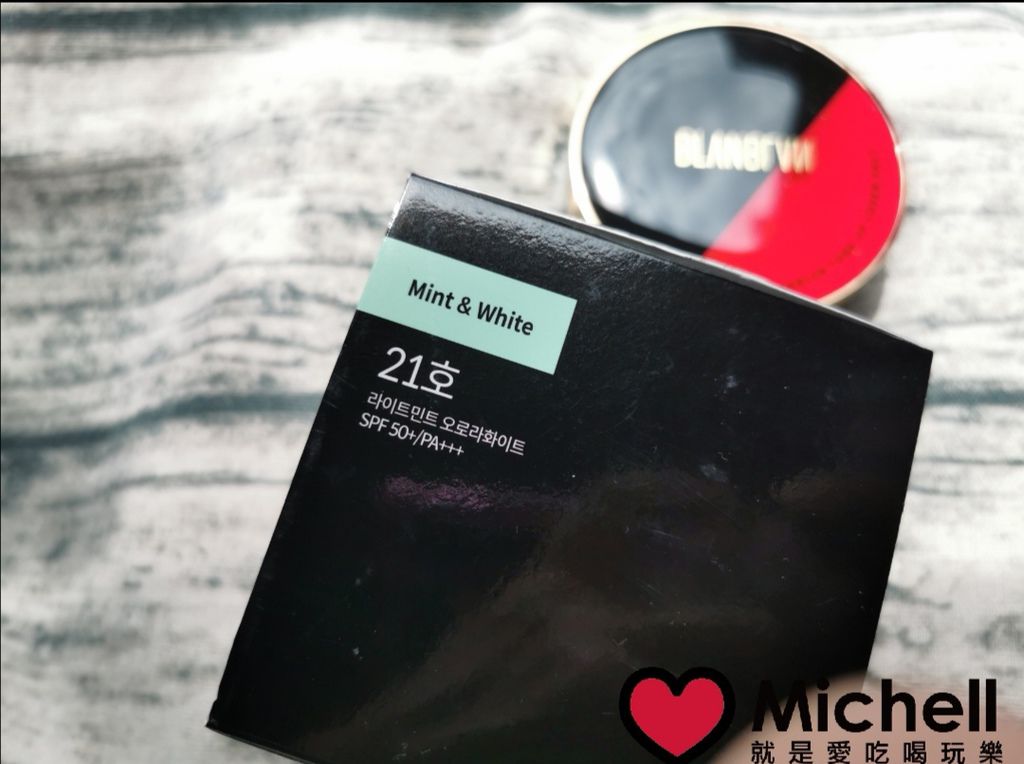 BLANBLVN
Mint & White
21호
라이트민트 오로라화이트
SPF 50+/PA+++
Michell
就是愛吃喝玩樂